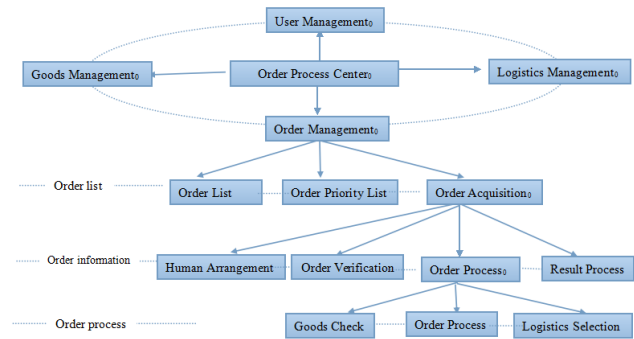 User Management₀
Goods Management₀
Order Process Center₀
Logistics Management₀
Order Management₀
Order list
Order List
Order Priority List
Order Acquisition₀
Order information
Human Arrangement
Order Verification
Order Process₀
Result Process
Order process
Goods Check
Order Process
Logistics Selection